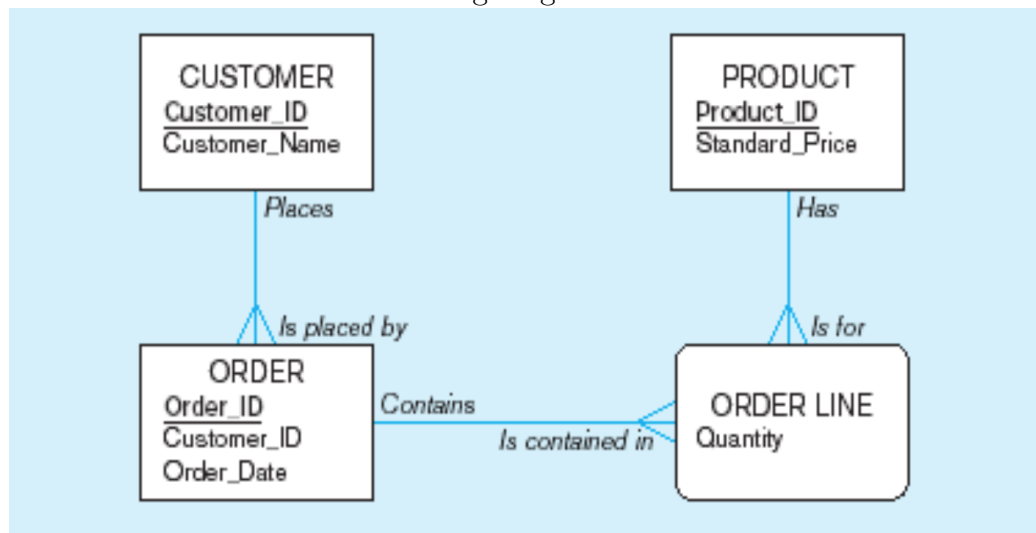 CUSTOMER
Customer_ID
Customer_Name
PRODUCT
Product_ID
Standard_Price
Places
Has
Is placed by
Is for
ORDER
Order_ID
Customer_ID
Order_Date
Contains
Is contained in
ORDER LINE
Quantity